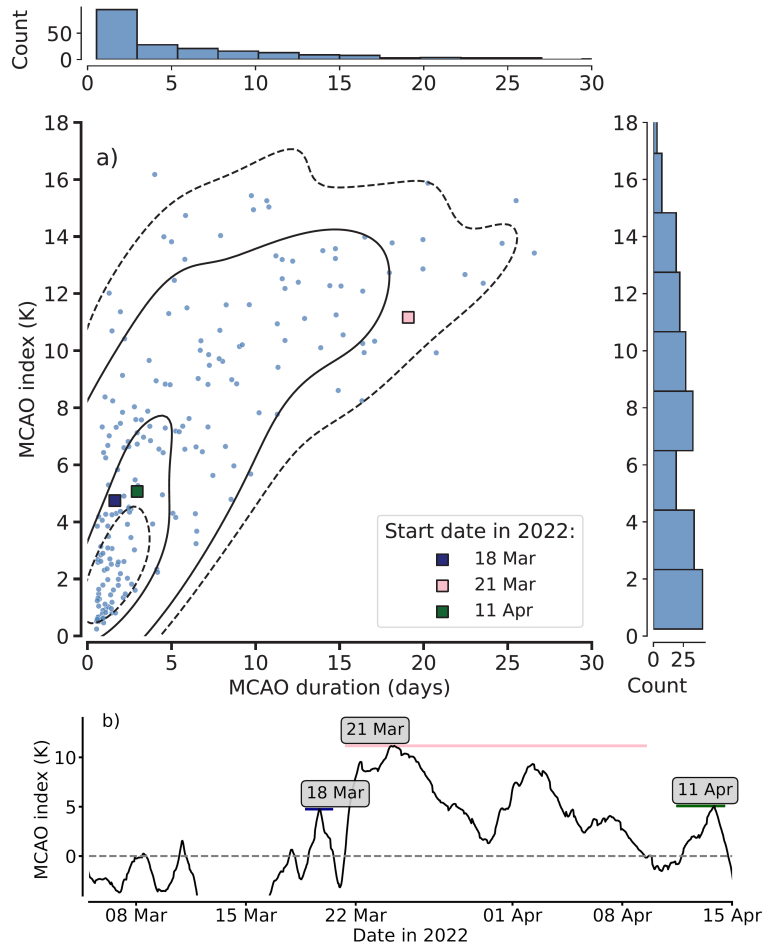 Count
50
0
0 5 10 15 20 25 30
a)
MCAO index (K)
18
16
14
12
10
8
6
4
2
0
0 5 10 15 20 25 30
MCAO duration (days)
Start date in 2022:
18 Mar
21 Mar
11 Apr
18
16
14
12
10
8
6
4
2
0
0 25
Count
b)
MCAO index (K)
10
5
0
21 Mar
18 Mar
11 Apr
08 Mar 15 Mar 22 Mar 01 Apr 08 Apr 15 Apr
Date in 2022